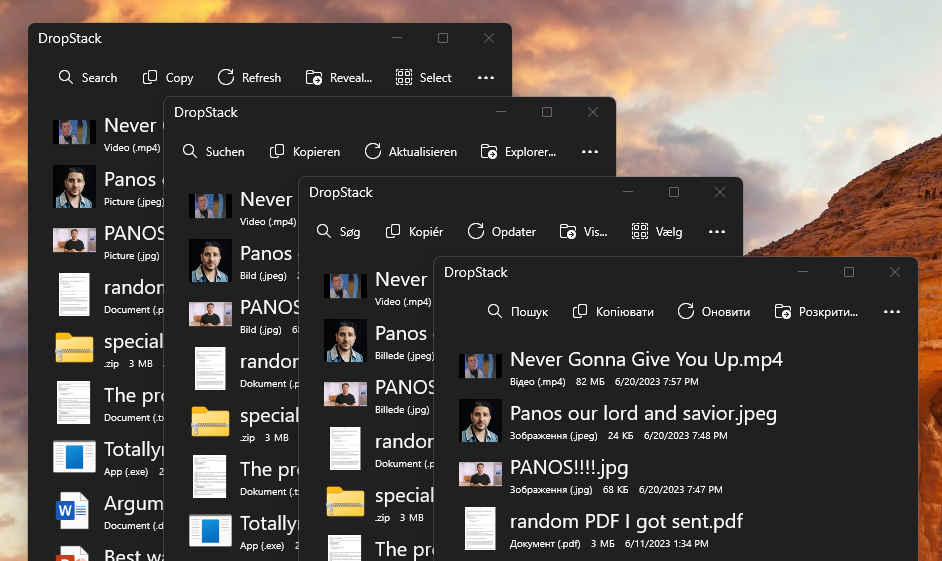 DropStack
Search Copy Refresh Reveal... Select
Never
Video (.mp4)
Panos
Picture (.jpeg)
PANOS
Picture (.jpg)
random
Document (.p
special
.zip 3 MB
The pro
Document (.tx
Totally
App (.exe) 2
Argum
Document (.d
Best wa
DropStack
Suchen Kopieren Aktualisieren Explorer...
Never
Video (.mp4)
Panos
Bild (.jpeg) 2
PANOS
Bild (.jpg) 68
random
Dokument (.p
special
.zip 3 MB
The pro
Dokument (.tx
Totally
App (.exe) 2
DropStack
Søg Kopiér Opdater Vis... Vælg
Never
Video (.mp4)
Panos
Billede (.jpeg)
PANOS
Billede (.jpg)
random
Dokument (.p
special
.zip 3 MB
The pro
DropStack
Пошук Копіювати Оновити Розкрити...
Never Gonna Give You Up.mp4
Відео (.mp4) 82 МБ 6/20/2023 7:57 PM
Panos our lord and savior.jpeg
Зображення (.jpeg) 24 КБ 6/20/2023 7:48 PM
PANOS!!!!.jpg
Зображення (.jpg) 68 КБ 6/20/2023 7:47 PM
random PDF I got sent.pdf
Документ (.pdf) 3 МБ 6/11/2023 1:34 PM